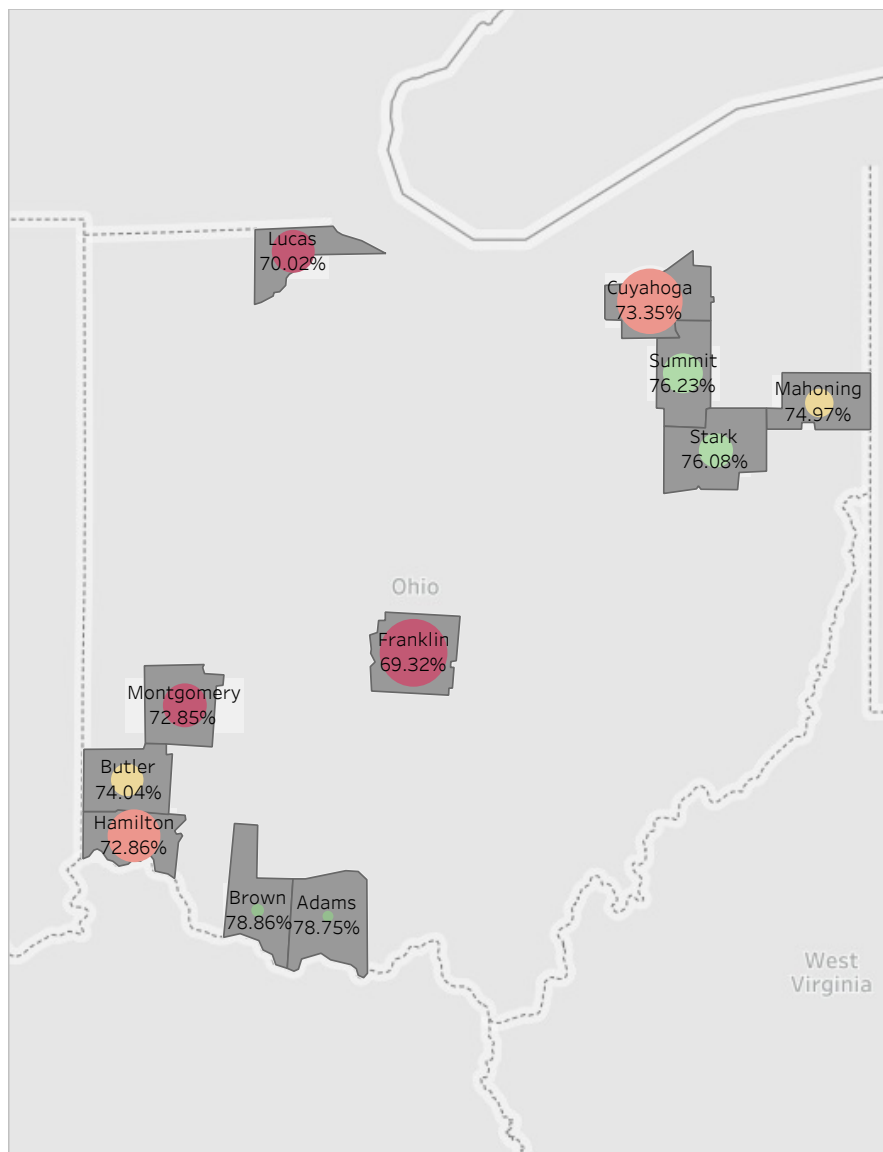 Lucas
70.02%
Cuyahoga
73.35%
Summit
76.23%
Mahoning
74.97%
Stark
76.08%
Ohio
Franklin
69.32%
Montgomery
72.85%
Butler
74.04%
Hamilton
72.86%
Brown
78.86%
Adams
78.75%
West
Virginia